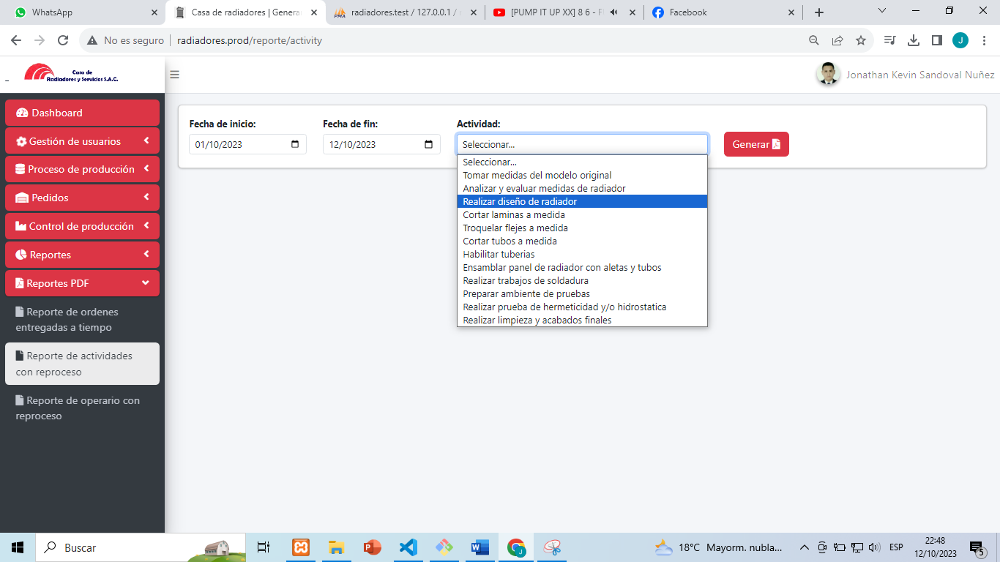 WhatsApp
Casa de radiadores | Genera
radiadores.test / 127.0.0.1 /
[PUMP IT UP XX] 8 6 - F
Facebook
No es seguro
radiadores.prod/reporte/activity
J
Casa de
Radiadores y Servicios S.A.C.
Jonathan Kevin Sandoval Nuñez
Dashboard
Gestión de usuarios
Proceso de producción
Pedidos
Control de producción
Reportes
Reportes PDF
Reporte de ordenes
entregadas a tiempo
Reporte de actividades
con reproceso
Reporte de operario con
reproceso
Fecha de inicio:
01/10/2023
Fecha de fin:
12/10/2023
Actividad:
Seleccionar...
Generar
Seleccionar...
Tomar medidas del modelo original
Analizar y evaluar medidas de radiador
Realizar diseño de radiador
Cortar laminas a medida
Troquelar flejes a medida
Cortar tubos a medida
Habilitar tuberias
Ensamblar panel de radiador con aletas y tubos
Realizar trabajos de soldadura
Preparar ambiente de pruebas
Realizar prueba de hermeticidad y/o hidrostatica
Realizar limpieza y acabados finales
Buscar
18°C Mayorm. nubla...
ESP
22:48
12/10/2023
5